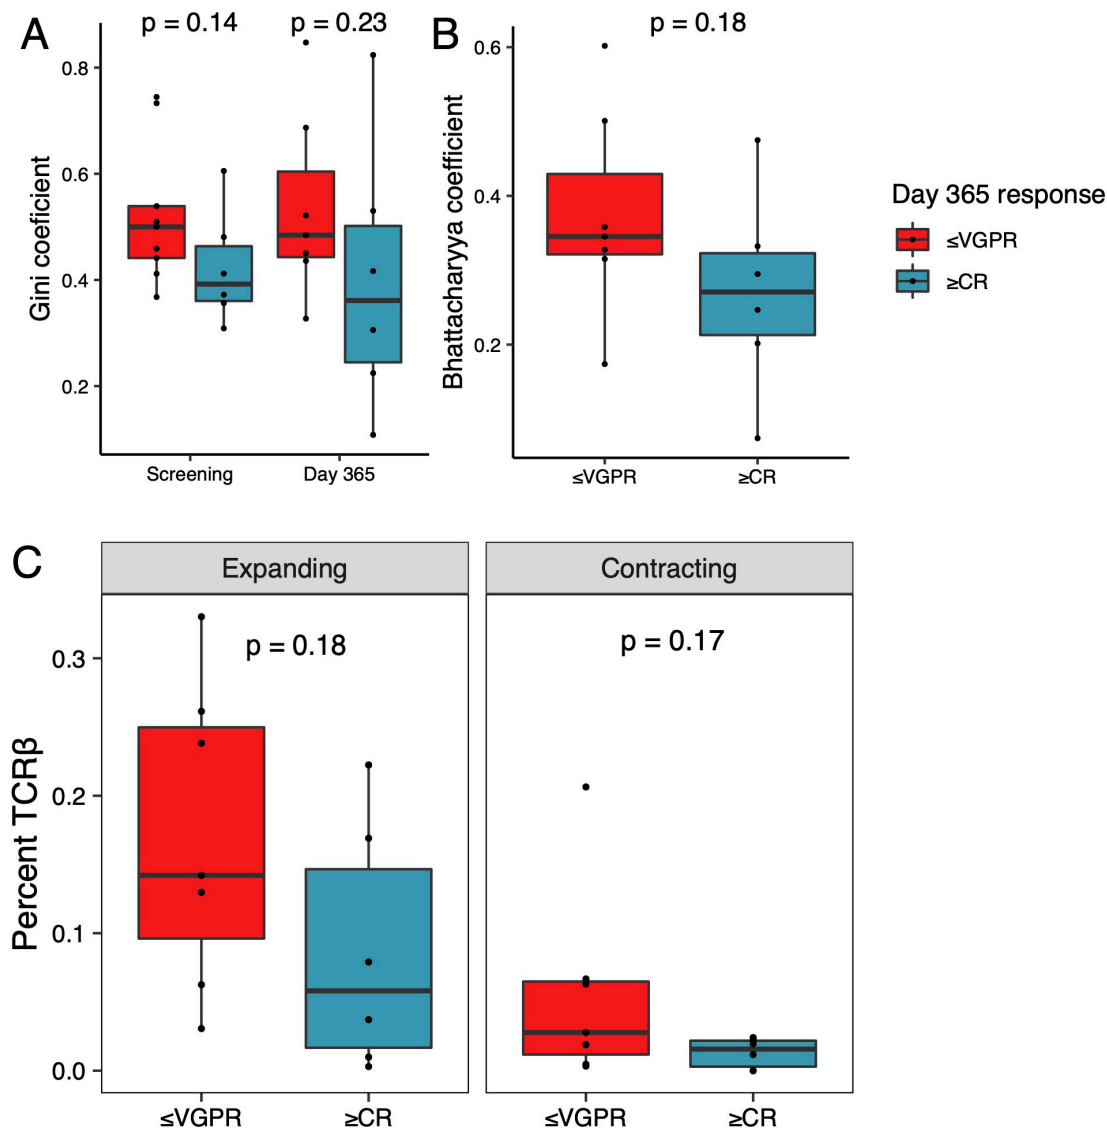 A
p = 0.14
p = 0.23
Gini coeficient
0.8
0.6
0.4
0.2
Screening
Day 365
B
p = 0.18
Bhattacharyya coefficient
0.6
0.4
0.2
≤VGPR
≥CR
Day 365 response
≤VGPR
≥CR
C
Expanding
Contracting
p = 0.18
p = 0.17
Percent TCRβ
0.3
0.2
0.1
0.0
≤VGPR
≥CR
≤VGPR
≥CR